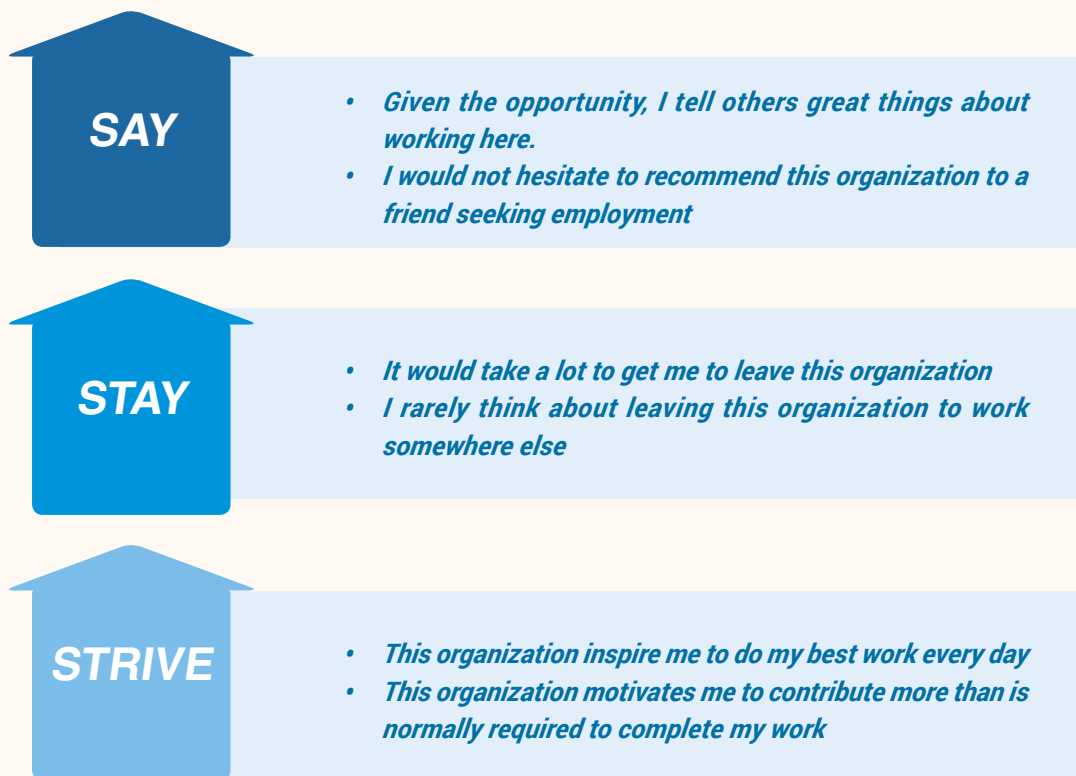 SAY
• Given the opportunity, I tell others great things about
working here.
• I would not hesitate to recommend this organization to a
friend seeking employment
STAY
• It would take a lot to get me to leave this organization
• I rarely think about leaving this organization to work
somewhere else
STRIVE
• This organization inspire me to do my best work every day
• This organization motivates me to contribute more than is
normally required to complete my work